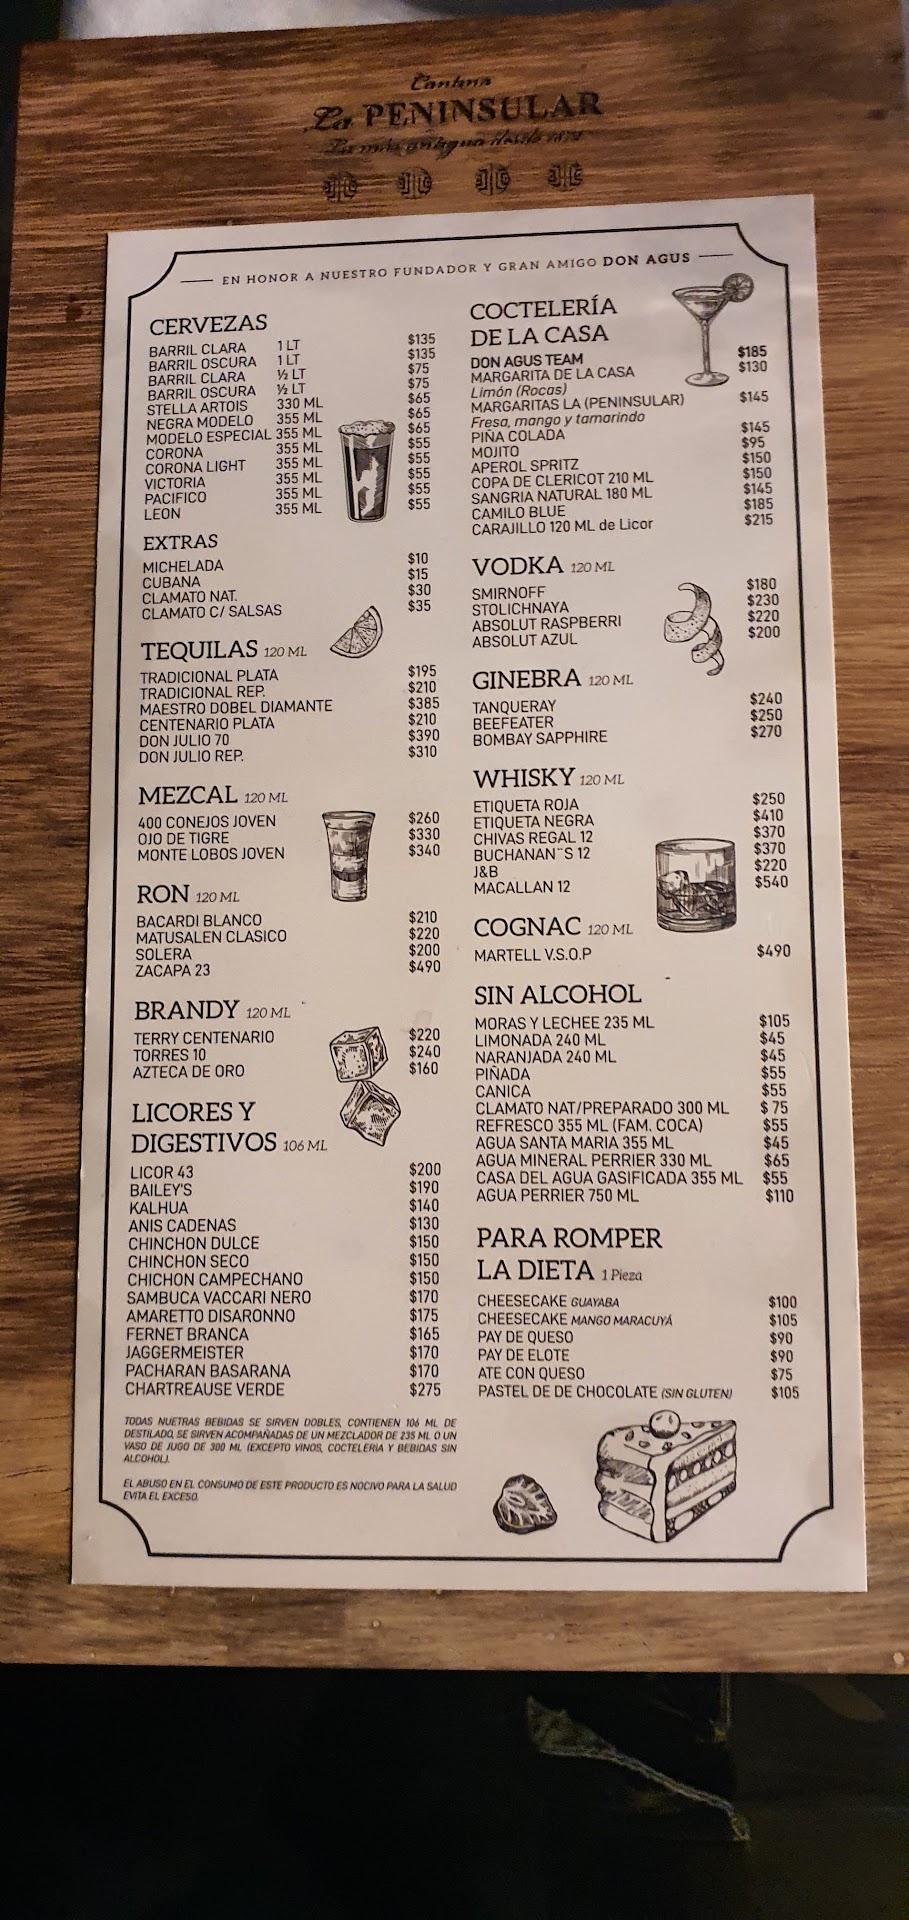 Cantina
La PENINSULAR
La más antigua desde 1872
EN HONOR A NUESTRO FUNDADOR Y GRAN AMIGO DON AGUS
CERVEZAS
BARRIL CLARA 1 LT $135
BARRIL OSCURA 1 LT $135
BARRIL CLARA ½ LT $75
BARRIL OSCURA ½ LT $75
STELLA ARTOIS 330 ML $65
NEGRA MODELO 355 ML $65
MODELO ESPECIAL 355 ML $65
CORONA 355 ML $55
CORONA LIGHT 355 ML $55
VICTORIA 355 ML $55
PACIFICO 355 ML $55
LEON 355 ML $55
EXTRAS
MICHELADA $10
CUBANA $15
CLAMATO NAT. $30
CLAMATO C/ SALSAS $35
TEQUILAS 120 ML
TRADICIONAL PLATA $195
TRADICIONAL REP. $210
MAESTRO DOBEL DIAMANTE $385
CENTENARIO PLATA $210
DON JULIO 70 $390
DON JULIO REP. $310
MEZCAL 120 ML
400 CONEJOS JOVEN $260
OJO DE TIGRE $330
MONTE LOBOS JOVEN $340
RON 120 ML
BACARDI BLANCO $210
MATUSALEN CLASICO $220
SOLERA $200
ZACAPA 23 $490
BRANDY 120 ML
TERRY CENTENARIO $220
TORRES 10 $240
AZTECA DE ORO $160
LICORES Y
DIGESTIVOS 106 ML
LICOR 43 $200
BAILEY'S $190
KALHUA $140
ANIS CADENAS $130
CHINCHON DULCE $150
CHINCHON SECO $150
CHICHON CAMPECHANO $150
SAMBUCA VACCARI NERO $170
AMARETTO DISARONNO $175
FERNET BRANCA $165
JAGGERMEISTER $170
PACHARAN BASARANA $170
CHARTREAUSE VERDE $275
TODAS NUETRAS BEBIDAS SE SIRVEN DOBLES, CONTIENEN 106 ML DE
DESTILADO, SE SIRVEN ACOMPAÑADAS DE UN MEZCLADOR DE 235 ML O UN
VASO DE JUGO DE 300 ML (EXCEPTO VINOS, COCTELERIA Y BEBIDAS SIN
ALCOHOL).
EL ABUSO EN EL CONSUMO DE ESTE PRODUCTO ES NOCIVO PARA LA SALUD
EVITA EL EXCESO.
COCTELERÍA
DE LA CASA
DON AGUS TEAM $185
MARGARITA DE LA CASA $130
Limón (Rocas)
MARGARITAS LA (PENINSULAR) $145
Fresa, mango y tamarindo
PIÑA COLADA $145
MOJITO $95
APEROL SPRITZ $150
COPA DE CLERICOT 210 ML $150
SANGRIA NATURAL 180 ML $145
CAMILO BLUE $185
CARAJILLO 120 ML de Licor $215
VODKA 120 ML
SMIRNOFF $180
STOLICHNAYA $230
ABSOLUT RASPBERRI $220
ABSOLUT AZUL $200
GINEBRA 120 ML
TANQUERAY $240
BEEFEATER $250
BOMBAY SAPPHIRE $270
WHISKY 120 ML
ETIQUETA ROJA $250
ETIQUETA NEGRA $410
CHIVAS REGAL 12 $370
BUCHANAN¨S 12 $370
J&B $220
MACALLAN 12 $540
COGNAC 120 ML
MARTELL V.S.O.P $490
SIN ALCOHOL
MORAS Y LECHEE 235 ML $105
LIMONADA 240 ML $45
NARANJADA 240 ML $45
PIÑADA $55
CANICA $55
CLAMATO NAT/PREPARADO 300 ML $ 75
REFRESCO 355 ML (FAM. COCA) $55
AGUA SANTA MARIA 355 ML $45
AGUA MINERAL PERRIER 330 ML $65
CASA DEL AGUA GASIFICADA 355 ML $55
AGUA PERRIER 750 ML $110
PARA ROMPER
LA DIETA 1 Pieza
CHEESECAKE GUAYABA $100
CHEESECAKE MANGO MARACUYÁ $105
PAY DE QUESO $90
PAY DE ELOTE $90
ATE CON QUESO $75
PASTEL DE DE CHOCOLATE (SIN GLUTEN) $105